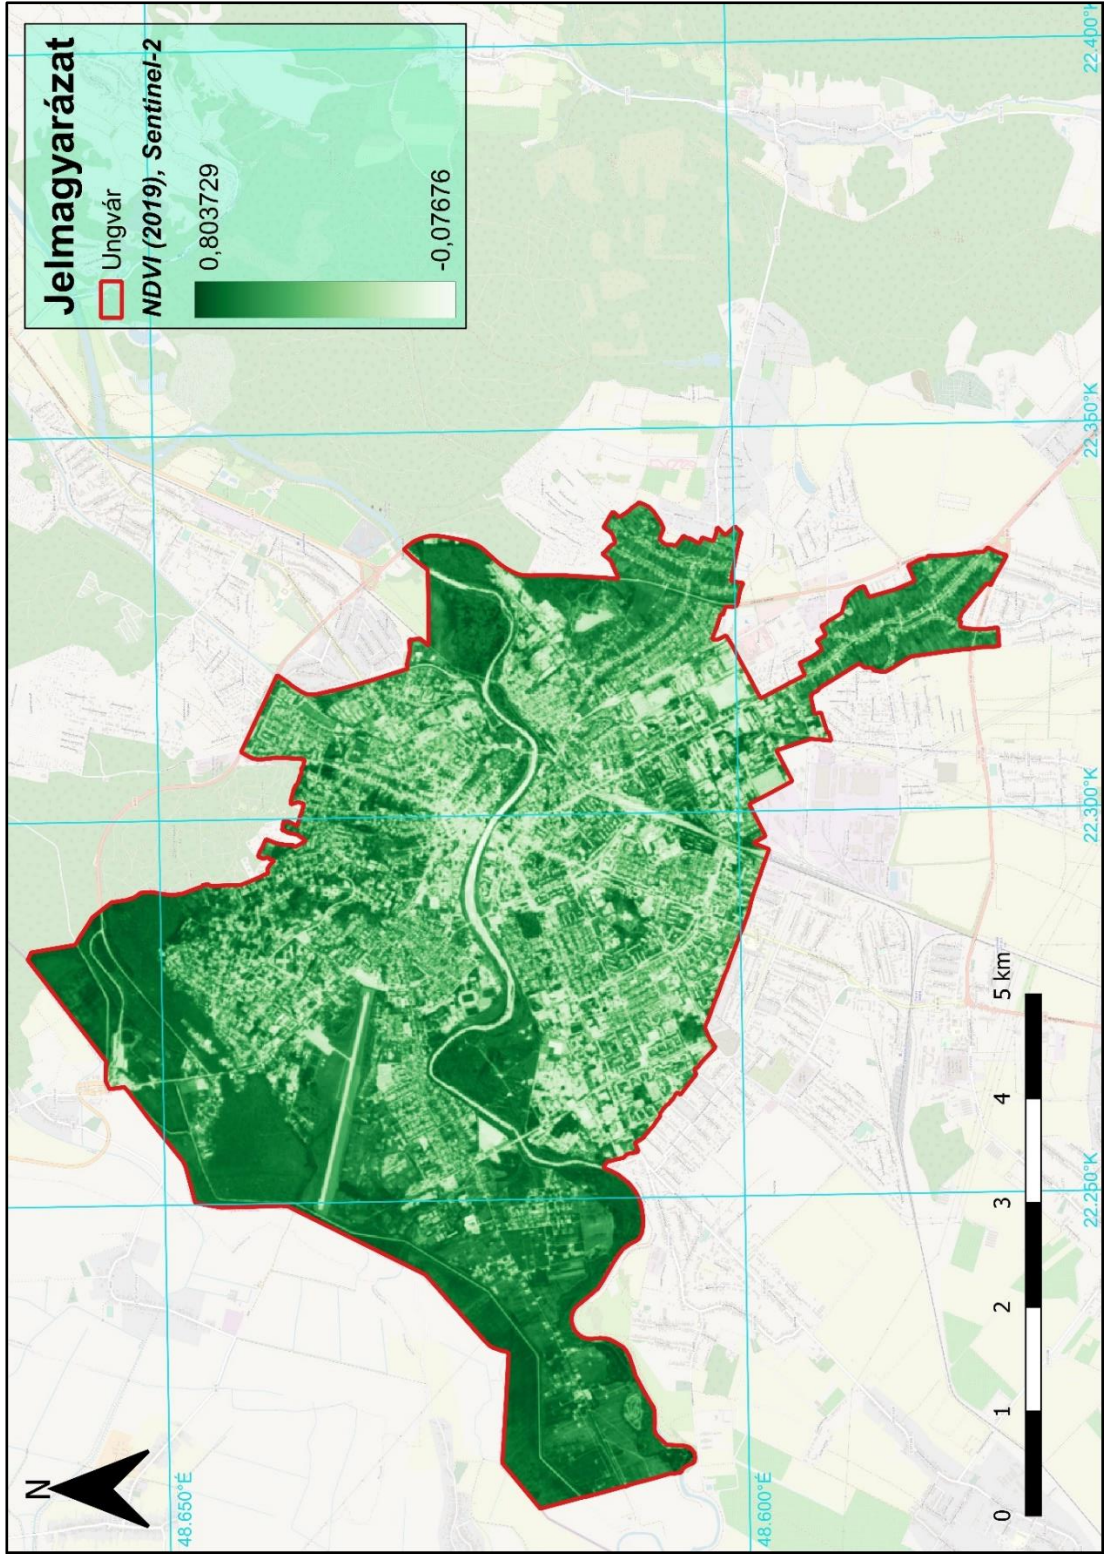 Jelmagyarázat
Ungvár
NDVI (2019), Sentinel-2
0,803729
-0,07676
N
48.650°É
48.600°É
22.250°K
22.300°K
22.350°K
22.400°K
0 1 2 3 4 5 km